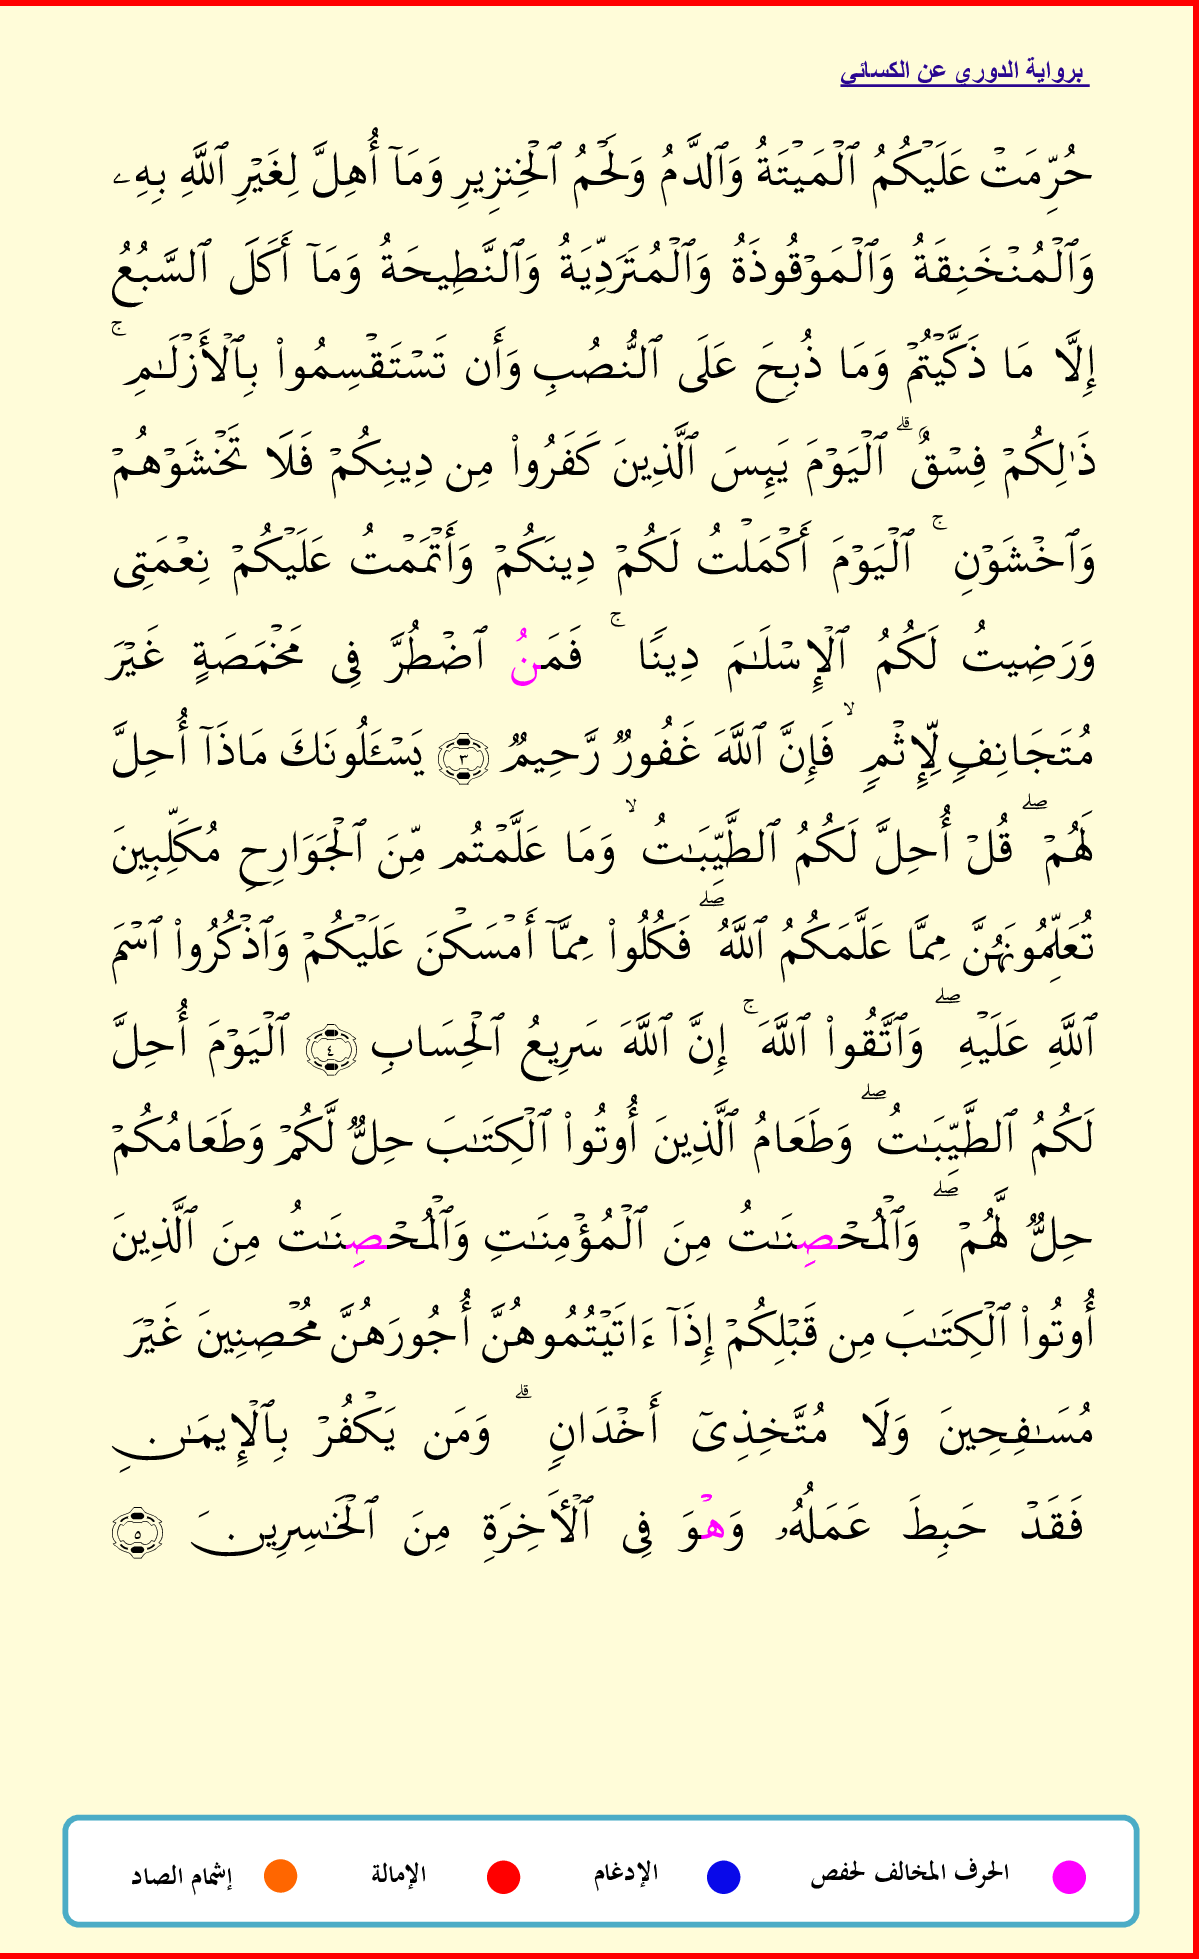 برواية الدوري عن الكسائي
حُرِّمَتْ عَلَيْكُمُ ٱلْمَيْتَةُ وَٱلدَّمُ وَلَحْمُ ٱلْخِنزِيرِ وَمَآ أُهِلَّ لِغَيْرِ ٱللَّهِ بِهِۦ
وَٱلْمُنْخَنِقَةُ وَٱلْمَوْقُوذَةُ وَٱلْمُتَرَدِّيَةُ وَٱلنَّطِيحَةُ وَمَآ أَكَلَ ٱلسَّبُعُ
إِلَّا مَا ذَكَّيْتُمْ وَمَا ذُبِحَ عَلَى ٱلنُّصُبِ وَأَن تَسْتَقْسِمُوا۟ بِٱلْأَزْلَـٰمِ ۚ
ذَٰلِكُمْ فِسْقٌ ۗ ٱلْيَوْمَ يَئِسَ ٱلَّذِينَ كَفَرُوا۟ مِن دِينِكُمْ فَلَا تَخْشَوْهُمْ
وَٱخْشَوْنِ ۚ ٱلْيَوْمَ أَكْمَلْتُ لَكُمْ دِينَكُمْ وَأَتْمَمْتُ عَلَيْكُمْ نِعْمَتِى
وَرَضِيتُ لَكُمُ ٱلْإِسْلَـٰمَ دِينًا ۚ فَمَنُ ٱضْطُرَّ فِى مَخْمَصَةٍ غَيْرَ
مُتَجَانِفٍ لِّإِثْمٍ ۙ فَإِنَّ ٱللَّهَ غَفُورٌ رَّحِيمٌ ٣ يَسْـَٔلُونَكَ مَاذَآ أُحِلَّ
لَهُمْ ۖ قُلْ أُحِلَّ لَكُمُ ٱلطَّيِّبَـٰتُ ۙ وَمَا عَلَّمْتُم مِّنَ ٱلْجَوَارِحِ مُكَلِّبِينَ
تُعَلِّمُونَهُنَّ مِمَّا عَلَّمَكُمُ ٱللَّهُ ۖ فَكُلُوا۟ مِمَّآ أَمْسَكْنَ عَلَيْكُمْ وَٱذْكُرُوا۟ ٱسْمَ
ٱللَّهِ عَلَيْهِ ۖ وَٱتَّقُوا۟ ٱللَّهَ ۚ إِنَّ ٱللَّهَ سَرِيعُ ٱلْحِسَابِ ٤ ٱلْيَوْمَ أُحِلَّ
لَكُمُ ٱلطَّيِّبَـٰتُ ۖ وَطَعَامُ ٱلَّذِينَ أُوتُوا۟ ٱلْكِتَـٰبَ حِلٌّ لَّكُمْ وَطَعَامُكُمْ
حِلٌّ لَّهُمْ ۖ وَٱلْمُحْصِنَـٰتُ مِنَ ٱلْمُؤْمِنَـٰتِ وَٱلْمُحْصِنَـٰتُ مِنَ ٱلَّذِينَ
أُوتُوا۟ ٱلْكِتَـٰبَ مِن قَبْلِكُمْ إِذَآ ءَاتَيْتُمُوهُنَّ أُجُورَهُنَّ مُحْصِنِينَ غَيْرَ
مُسَـٰفِحِينَ وَلَا مُتَّخِذِىٓ أَخْدَانٍ ۗ وَمَن يَكْفُرْ بِٱلْإِيمَـٰنِ
فَقَدْ حَبِطَ عَمَلُهُۥ وَهْوَ فِى ٱلْـَٔاخِرَةِ مِنَ ٱلْخَـٰسِرِينَ ٥
الحرف المخالف لحفص الإدغام الإمالة إشمام الصاد